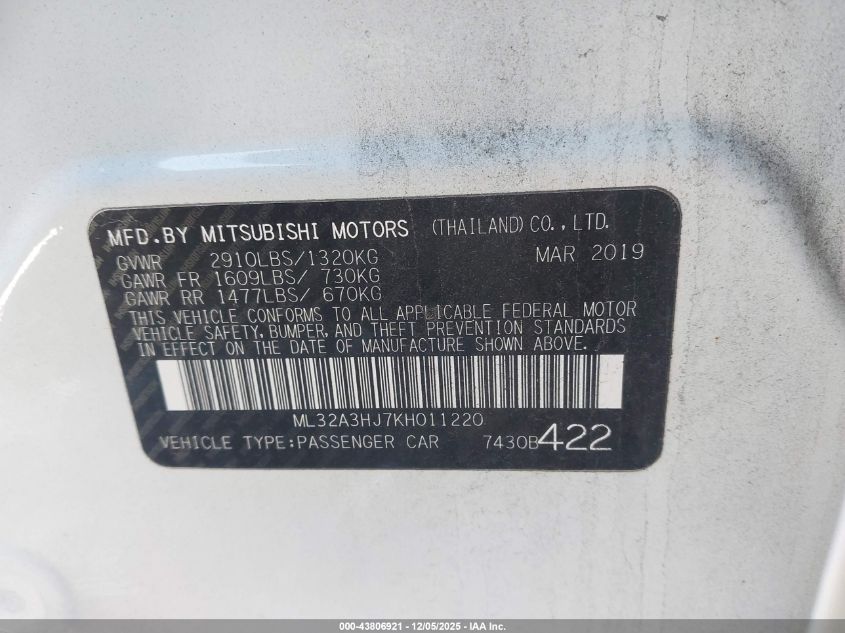 MFD.BY MITSUBISHI MOTORS (THAILAND)CO.,LTD.
GVWR 2910LBS/1320KG MAR 2019
GAWR FR 1609LBS/ 730KG
GAWR RR 1477LBS/ 670KG
THIS VEHICLE CONFORMS TO ALL APPLICABLE FEDERAL MOTOR
VEHICLE SAFETY, BUMPER, AND THEFT PREVENTION STANDARDS
IN EFFECT ON THE DATE OF MANUFACTURE SHOWN ABOVE.
ML32A3HJ7KH011220
VEHICLE TYPE:PASSENGER CAR 7430B422
000-43806921 - 12/05/2025 - IAA Inc.